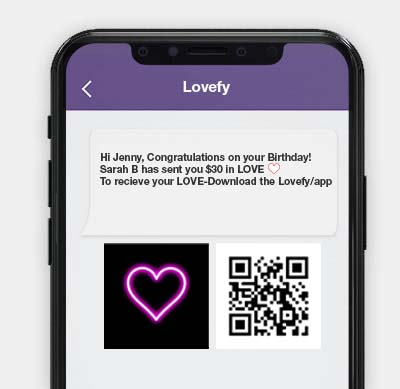 Lovefy
Hi Jenny, Congratulations on your Birthday!
Sarah B has sent you $30 in LOVE
To recieve your LOVE-Download the Lovefy/app